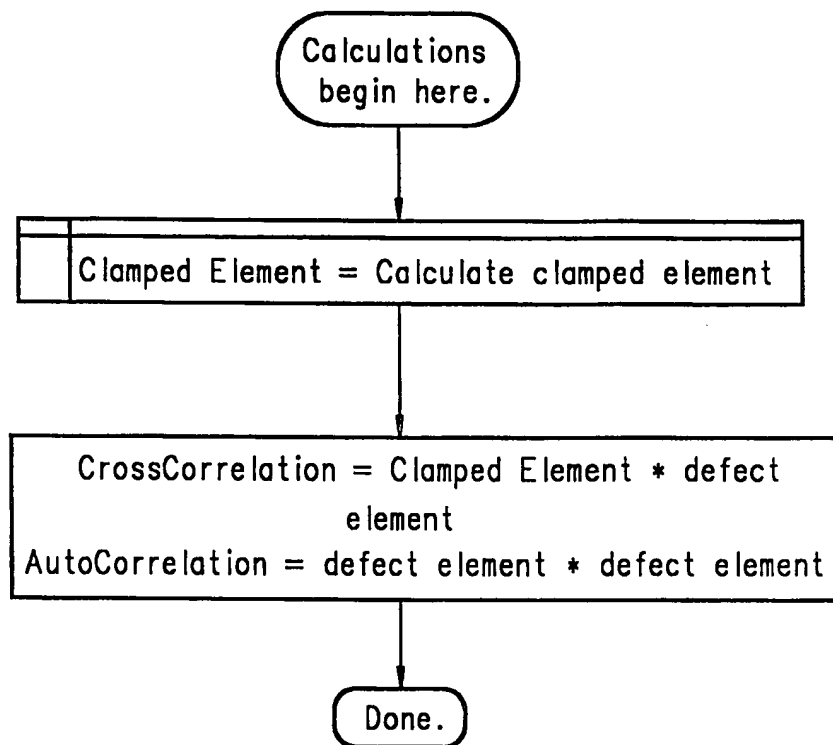 Calculations
begin here.
Clamped Element = Calculate clamped element
CrossCorrelation = Clamped Element * defect
element
AutoCorrelation = defect element * defect element
Done.